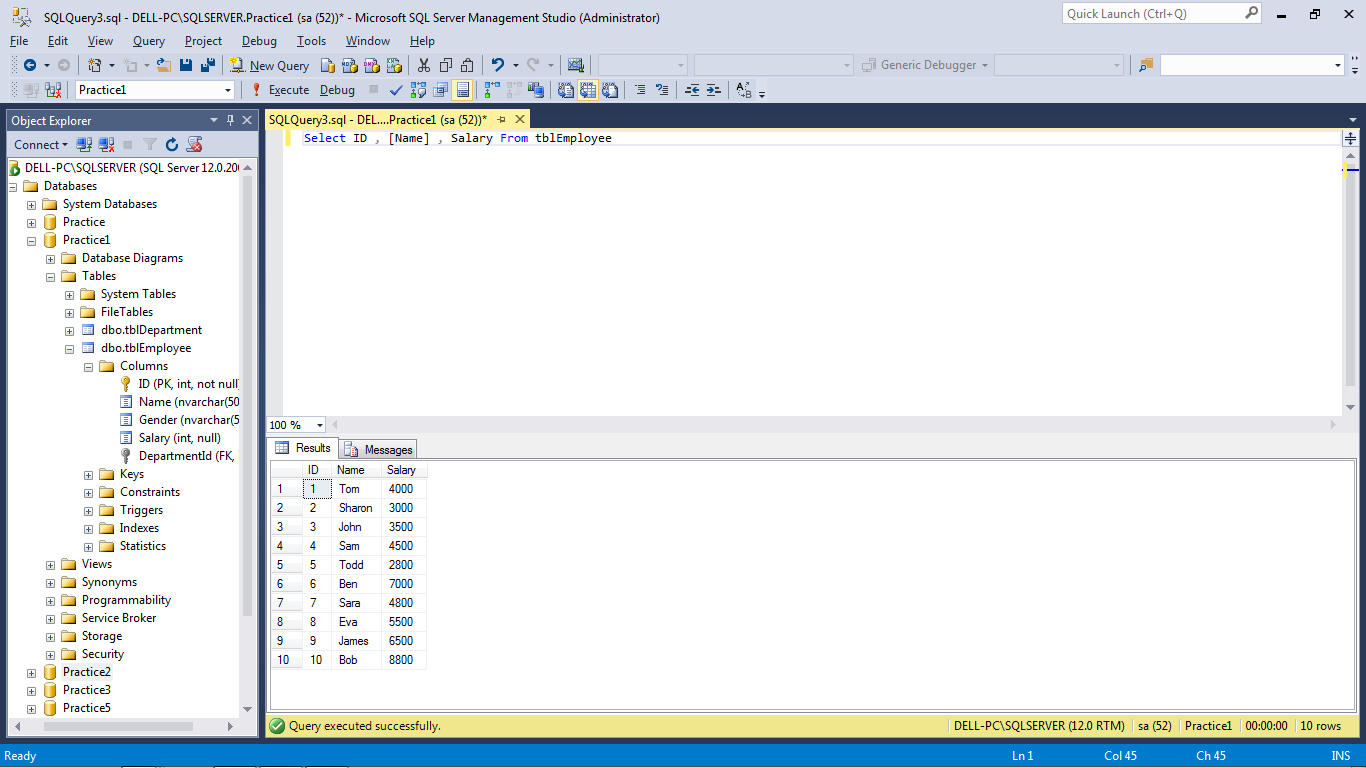 SQLQuery3.sql - DELL-PC\SQLSERVER.Practice1 (sa (52))* - Microsoft SQL Server Management Studio (Administrator)
Quick Launch (Ctrl+Q)
File Edit View Query Project Debug Tools Window Help
New Query
Generic Debugger
Practice1
Execute Debug
Object Explorer
Connect
DELL-PC\SQLSERVER (SQL Server 12.0.20
Databases
System Databases
Practice
Practice1
Database Diagrams
Tables
System Tables
FileTables
dbo.tblDepartment
dbo.tblEmployee
Columns
ID (PK, int, not null
Name (nvarchar(50
Gender (nvarchar(5
Salary (int, null)
DepartmentId (FK,
Keys
Constraints
Triggers
Indexes
Statistics
Views
Synonyms
Programmability
Service Broker
Storage
Security
Practice2
Practice3
Practice5
SQLQuery3.sql - DEL....Practice1 (sa (52))*
Select ID , [Name] , Salary From tblEmployee
100 %
Results Messages
ID Name Salary
1 1 Tom 4000
2 2 Sharon 3000
3 3 John 3500
4 4 Sam 4500
5 5 Todd 2800
6 6 Ben 7000
7 7 Sara 4800
8 8 Eva 5500
9 9 James 6500
10 10 Bob 8800
Query executed successfully.
DELL-PC\SQLSERVER (12.0 RTM) sa (52) Practice1 00:00:00 10 rows
Ready Ln 1 Col 45 Ch 45 INS